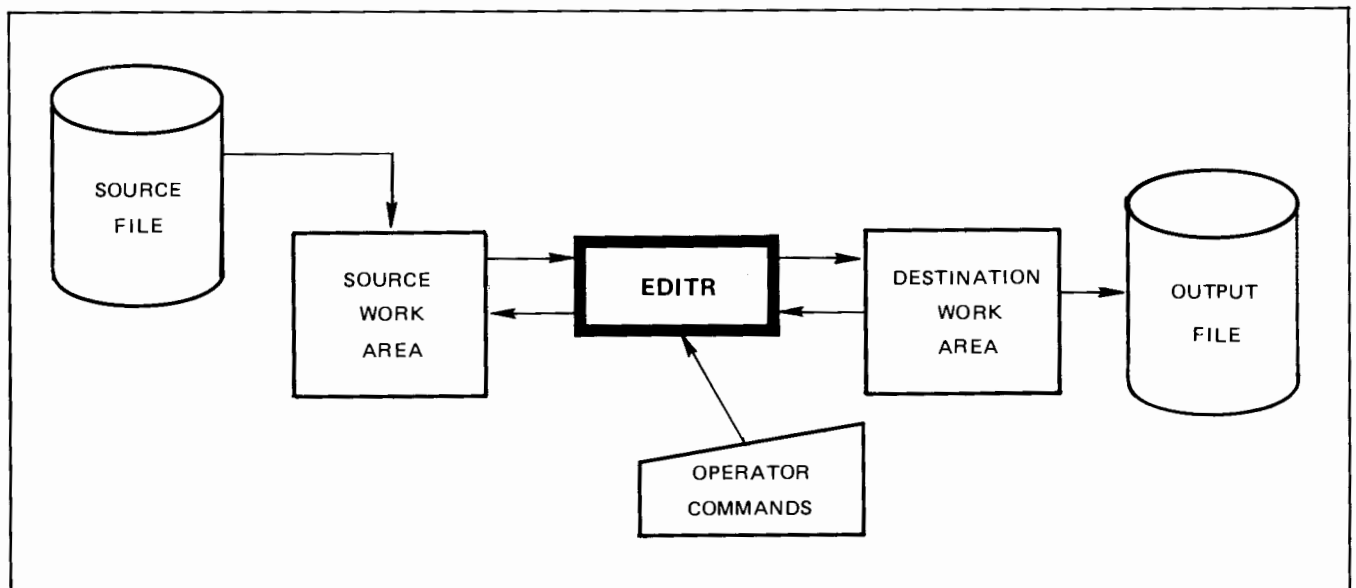 SOURCE
FILE
SOURCE
WORK
AREA
EDITR
DESTINATION
WORK
AREA
OUTPUT
FILE
OPERATOR
COMMANDS